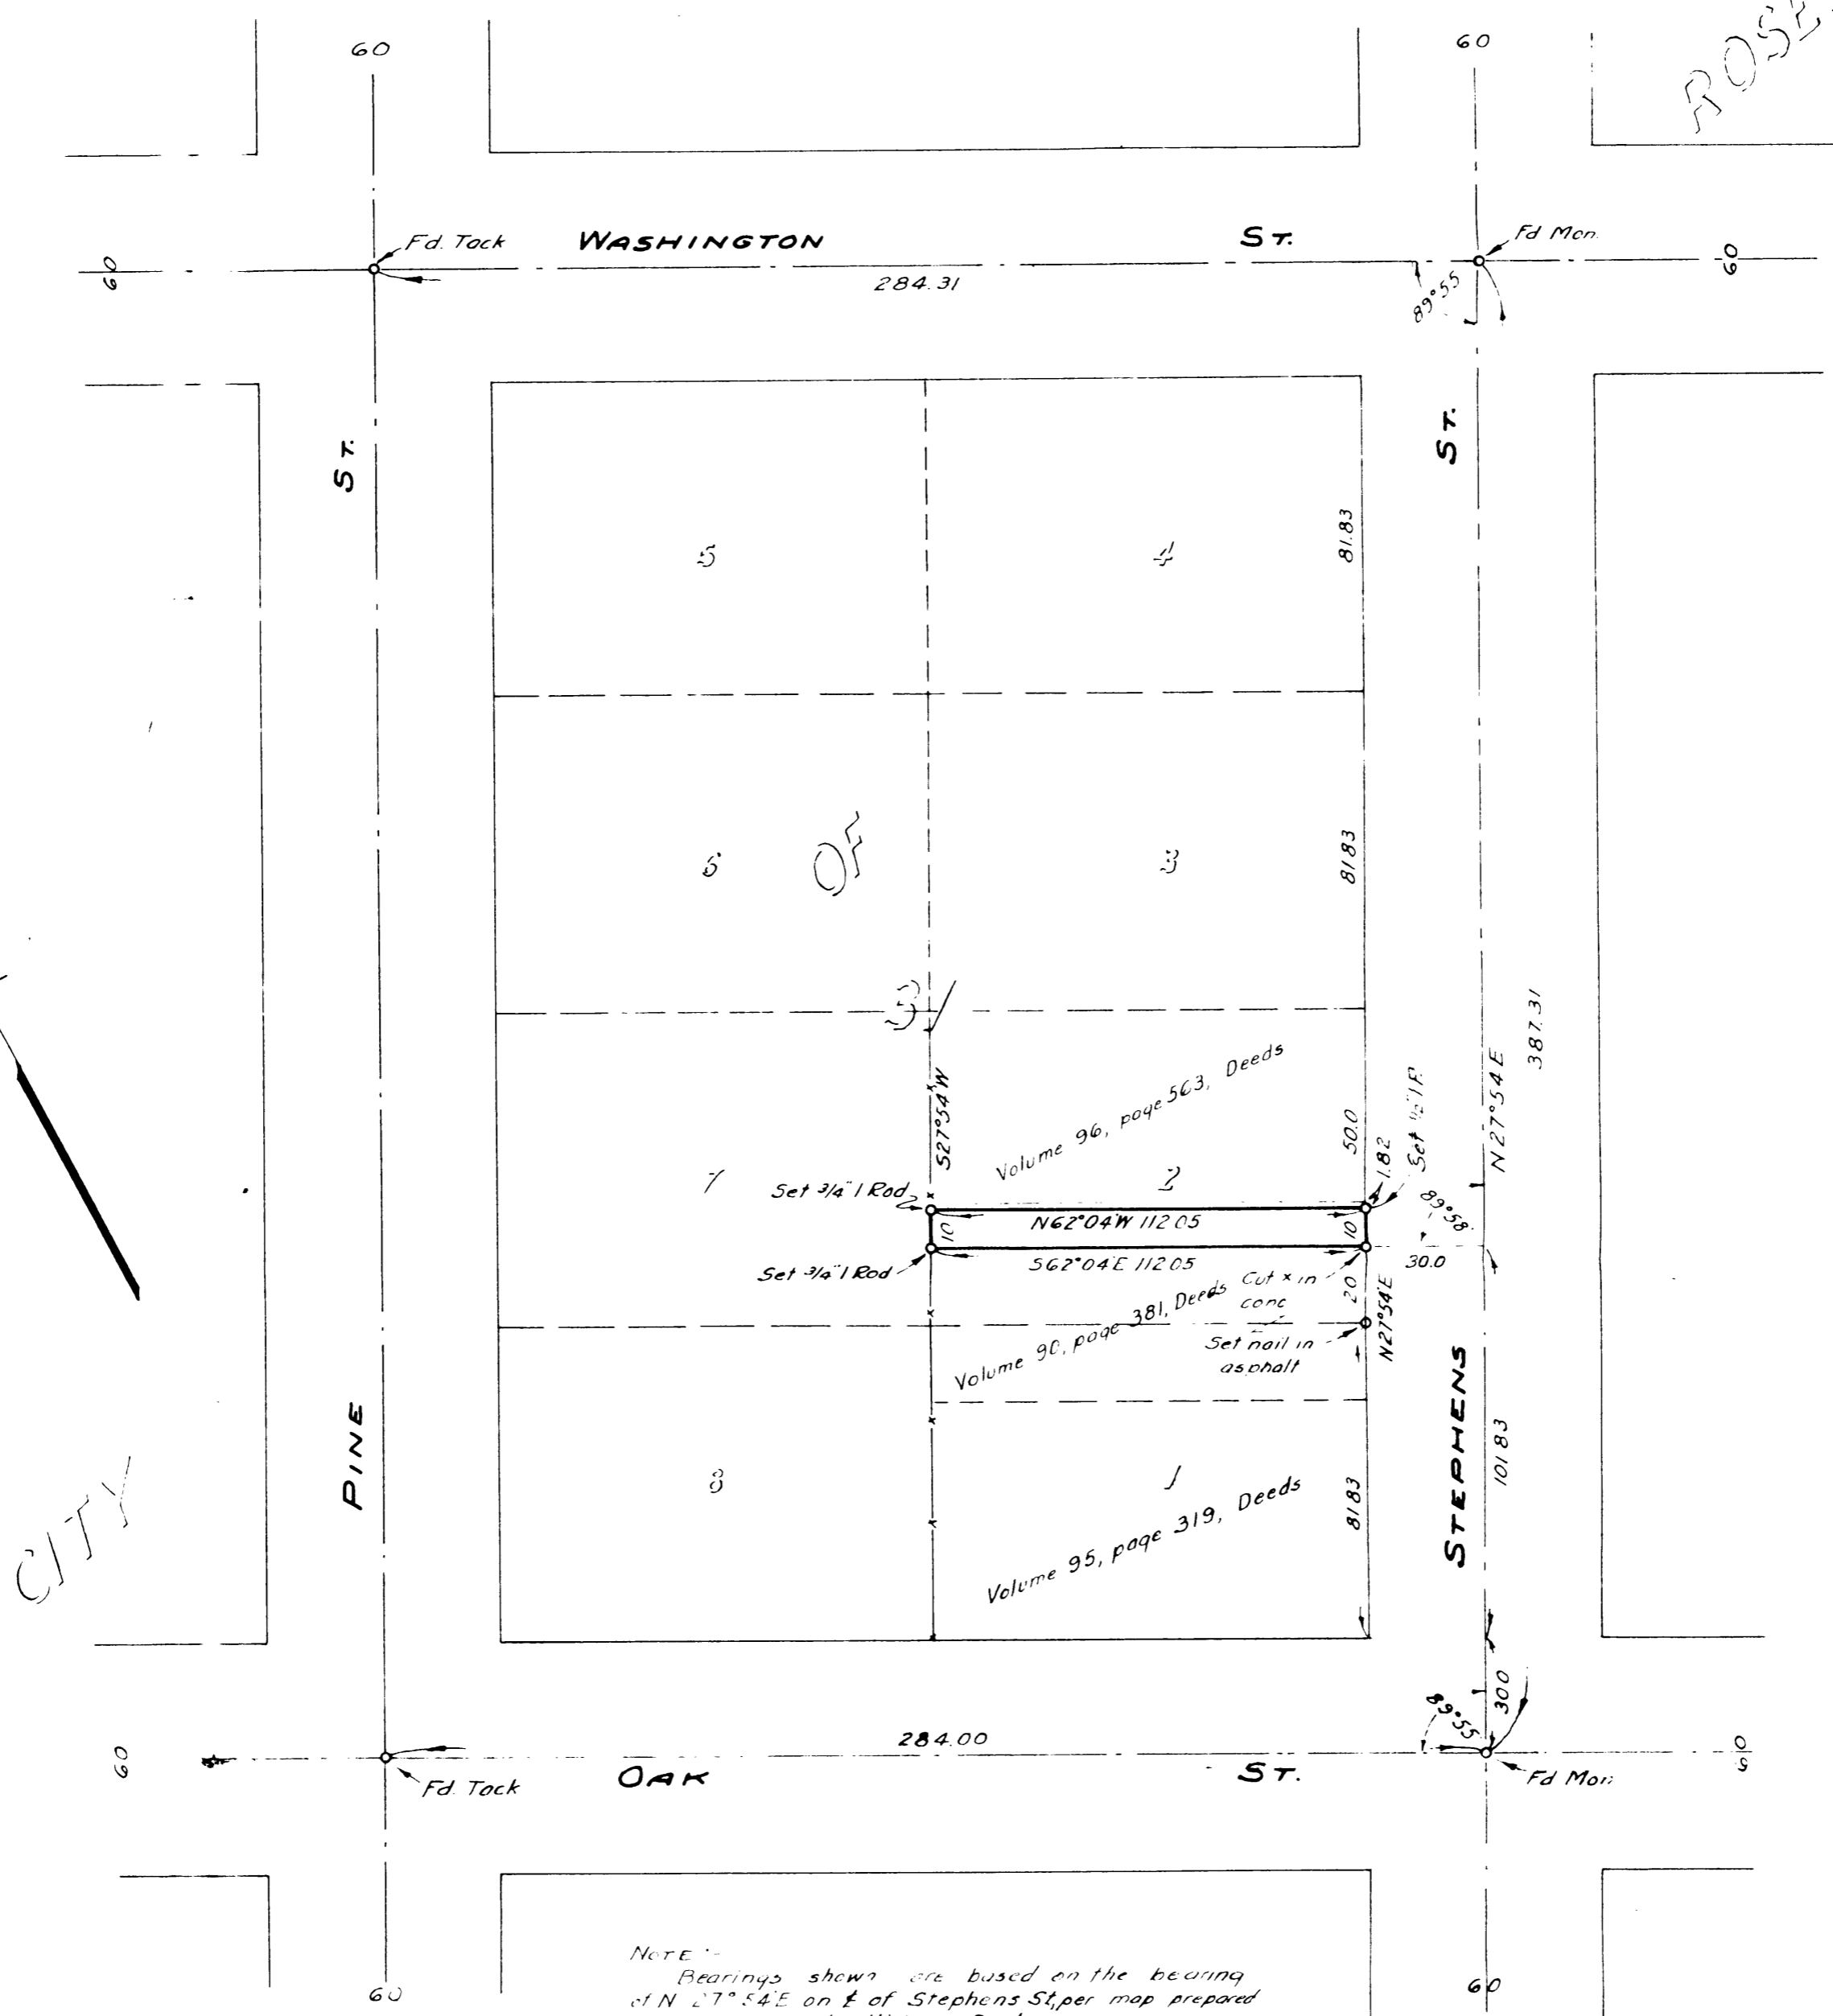 60
60
ROSE
Fd. Tack
WASHINGTON ST.
Fd Mon.
60
60
284.31
89°55
ST.
ST.
5
4
81.83
6
OF
3
81.83
387.31
S27°54'W
Volume 96, page 563, Deeds
50.0
1.82
N27°54E
7
2
Set 3/4" I Rod
N62°04'W 112.05
10
10
89°58'
Set 3/4" I Rod
S62°04'E 112.05
30.0
Cut x in
conc
20
N27°54'E
Volume 90, page 381, Deeds
Set nail in
asphalt
PINE
STEPHENS
101.83
CITY
8
1
81.83
Volume 95, page 319, Deeds
30.0
89°55
284.00
60
OAK ST.
Fd. Tack
Fd Mon.
60
60
NOTE:-
Bearings shown are based on the bearing
of N 27°54'E on ℄ of Stephens St, per map prepared